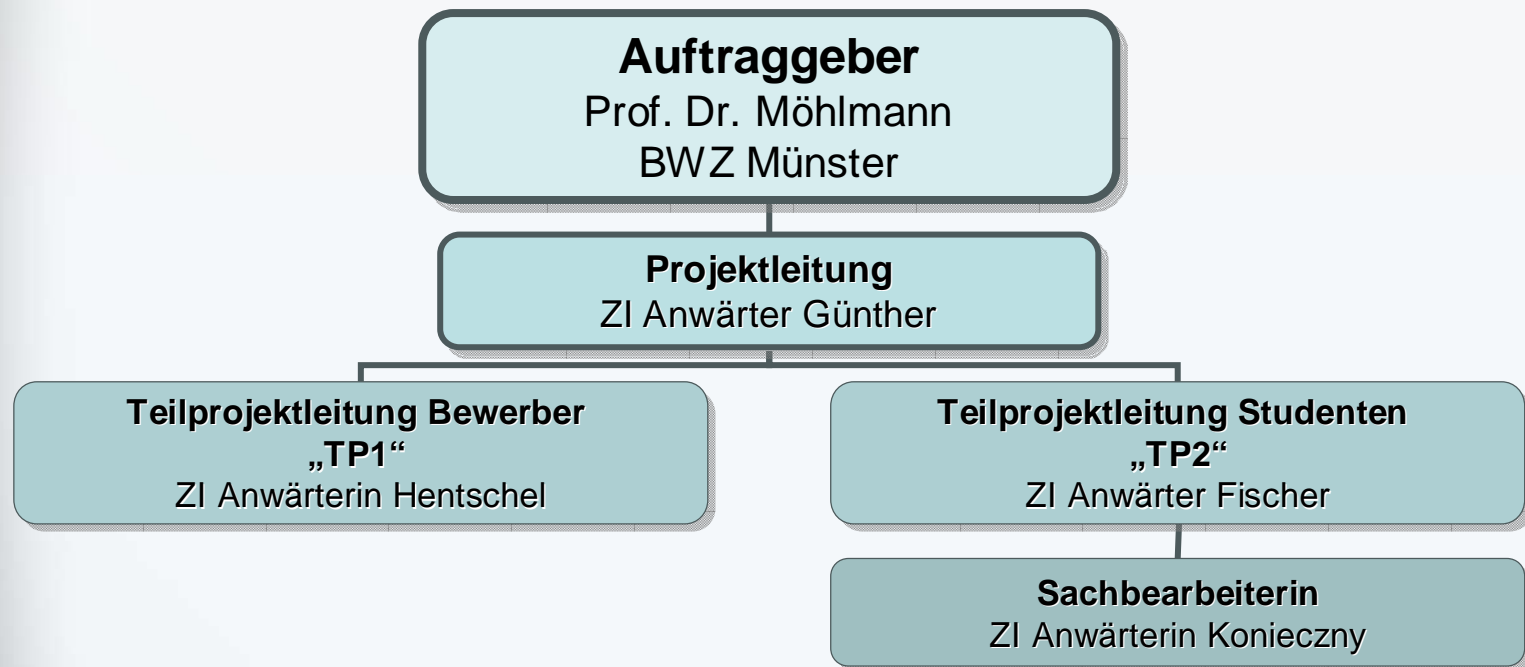 Auftraggeber
Prof. Dr. Möhlmann
BWZ Münster
Projektleitung
ZI Anwärter Günther
Teilprojektleitung Bewerber
„TP1“
ZI Anwärterin Hentschel
Teilprojektleitung Studenten
„TP2“
ZI Anwärter Fischer
Sachbearbeiterin
ZI Anwärterin Konieczny